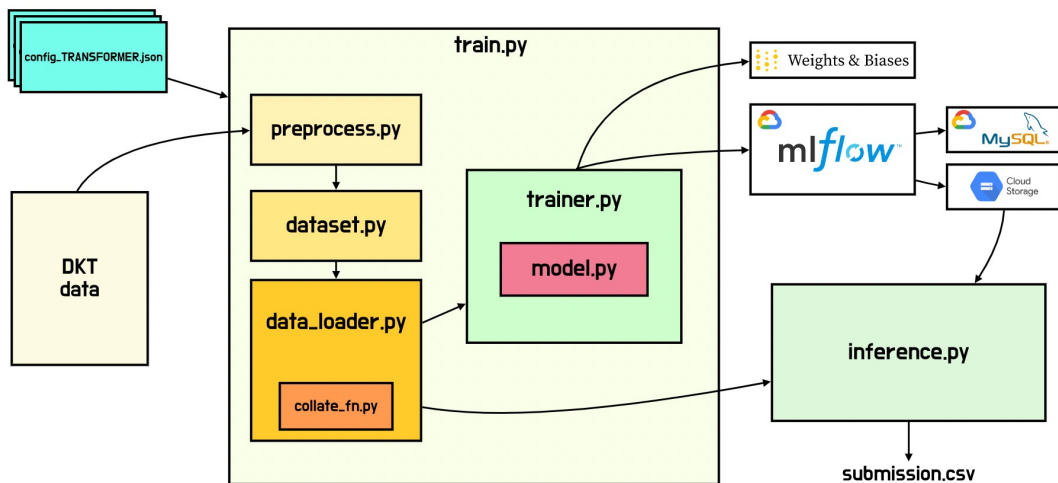 config_TRANSFORMER.json
train.py
Weights & Biases
preprocess.py
mlflow™
MySQL®
Cloud
Storage
trainer.py
dataset.py
DKT
data
model.py
data_loader.py
inference.py
collate_fn.py
submission.csv